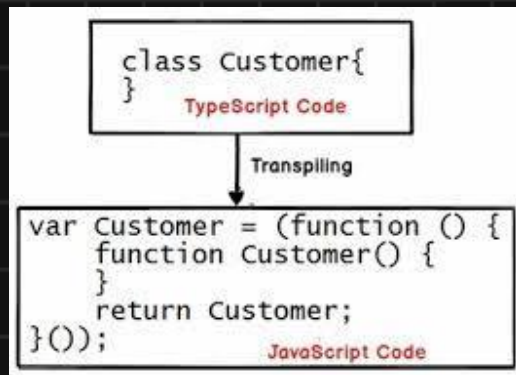 class Customer{
}
TypeScript Code
Transpiling
var Customer = (function () {
function Customer() {
}
return Customer;
}());
JavaScript Code